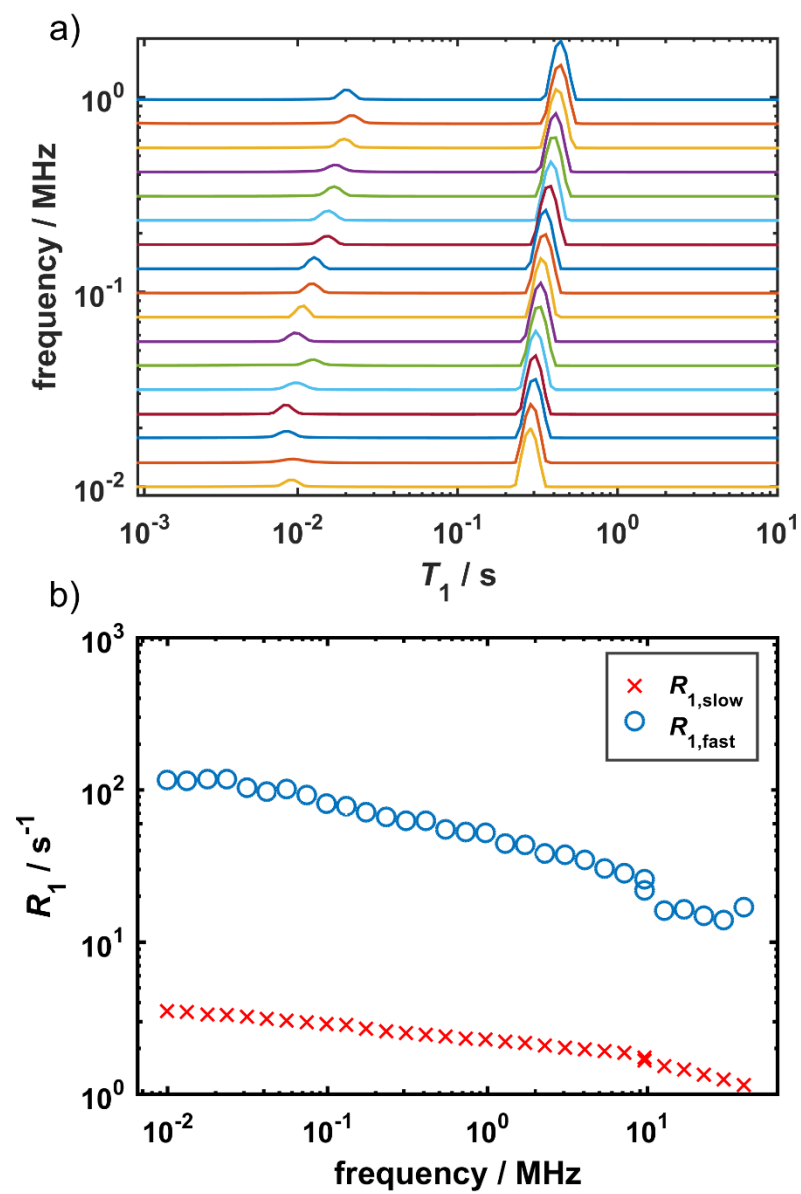 a)
frequency / MHz
10⁰
10⁻¹
10⁻²
10⁻³ 10⁻² 10⁻¹ 10⁰ 10¹
T₁ / s
b)
R₁ / s⁻¹
10³
10²
10¹
10⁰
R₁,slow
R₁,fast
10⁻² 10⁻¹ 10⁰ 10¹
frequency / MHz